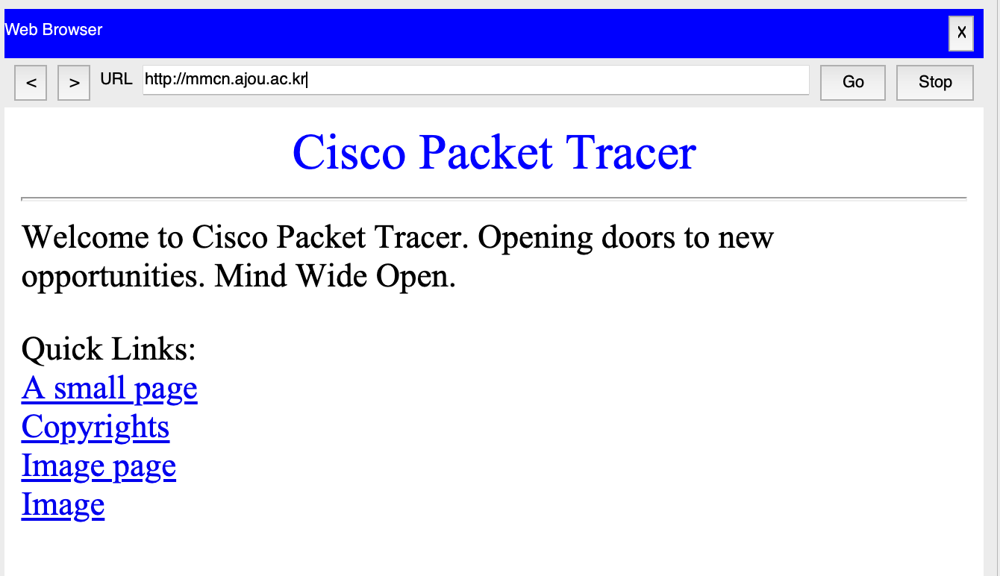 Web Browser
X
< > URL http://mmcn.ajou.ac.kr Go Stop
Cisco Packet Tracer
Welcome to Cisco Packet Tracer. Opening doors to new
opportunities. Mind Wide Open.
Quick Links:
A small page
Copyrights
Image page
Image